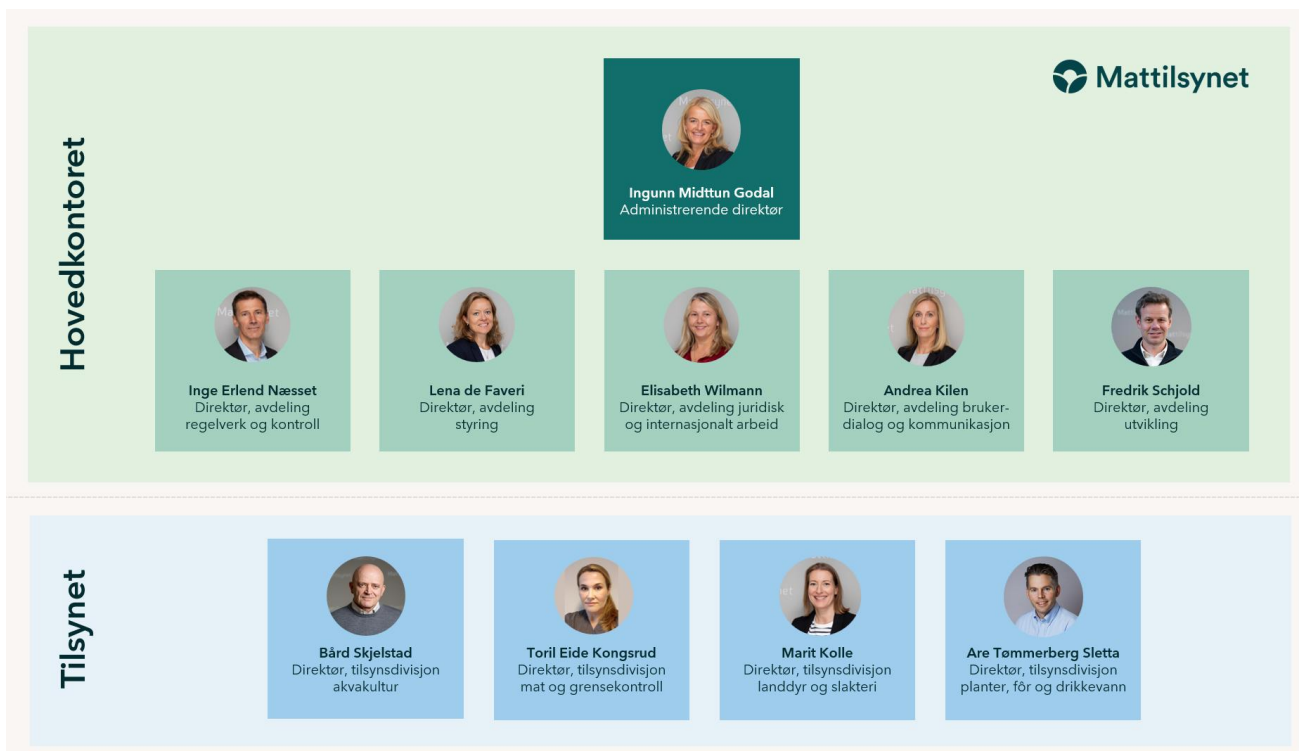 Hovedkontoret
Mattilsynet
Ingunn Midttun Godal
Administrerende direktør
Inge Erlend Næsset
Direktør, avdeling
regelverk og kontroll
Lena de Faveri
Direktør, avdeling
styring
Elisabeth Wilmann
Direktør, avdeling juridisk
og internasjonalt arbeid
Andrea Kilen
Direktør, avdeling bruker-
dialog og kommunikasjon
Fredrik Schjold
Direktør, avdeling
utvikling
Tilsynet
Bård Skjelstad
Direktør, tilsynsdivisjon
akvakultur
Toril Eide Kongsrud
Direktør, tilsynsdivisjon
mat og grensekontroll
Marit Kolle
Direktør, tilsynsdivisjon
landdyr og slakteri
Are Tømmerberg Sletta
Direktør, tilsynsdivisjon
planter, fôr og drikkevann